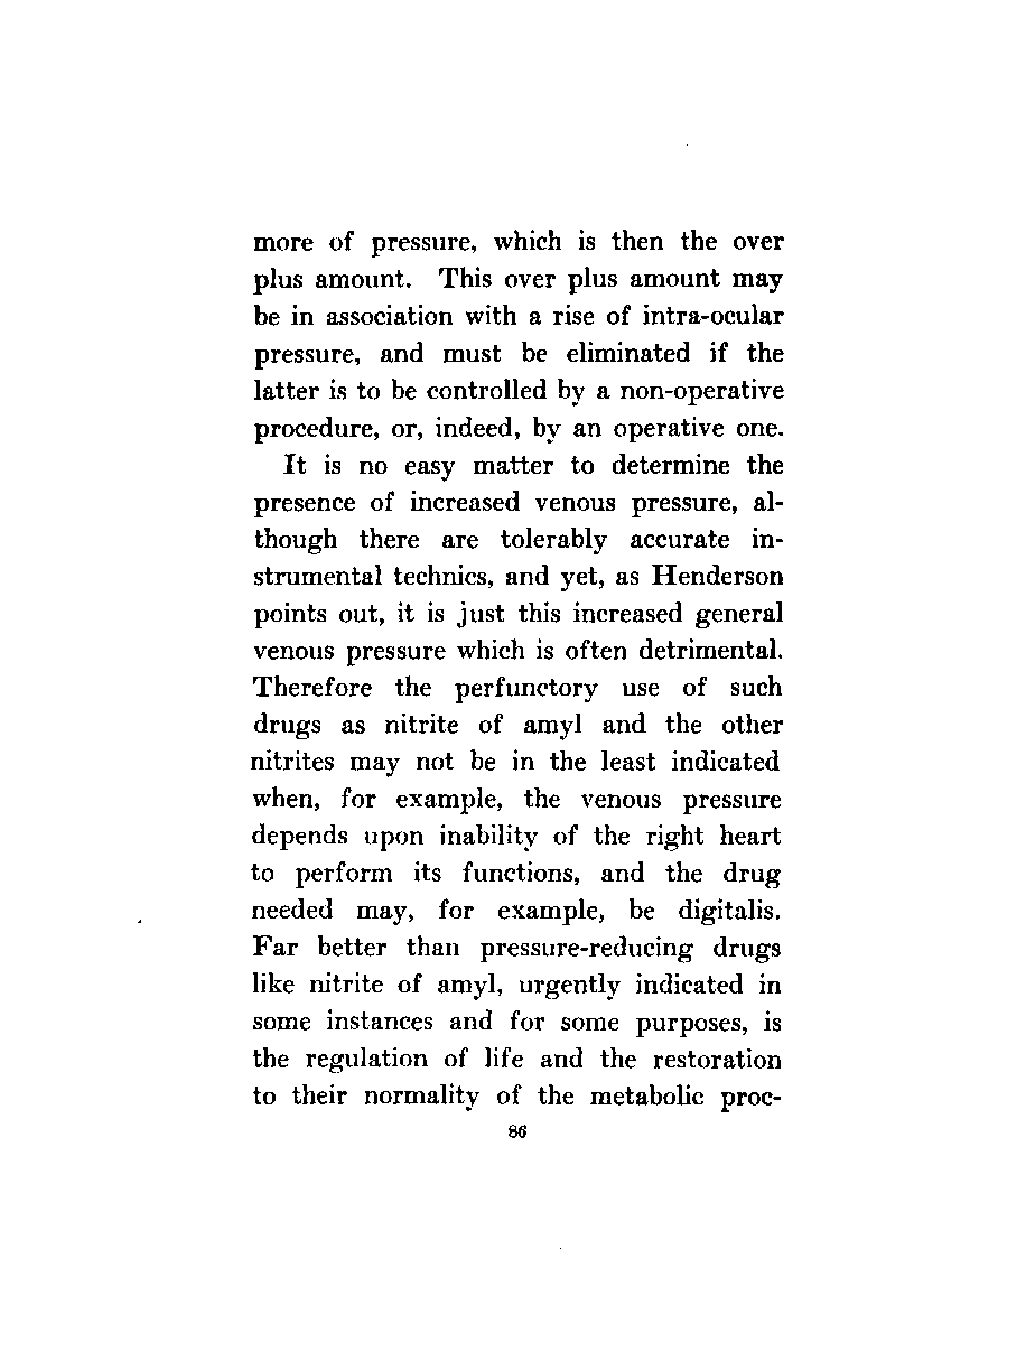 more of pressure, which is then the over
plus amount. This over plus amount may
be in association with a rise of intra-ocular
pressure, and must be eliminated if the
latter is to be controlled by a non-operative
procedure, or, indeed, by an operative one.
It is no easy matter to determine the
presence of increased venous pressure, al-
though there are tolerably accurate in-
strumental technics, and yet, as Henderson
points out, it is just this increased general
venous pressure which is often detrimental.
Therefore the perfunctory use of such
drugs as nitrite of amyl and the other
nitrites may not be in the least indicated
when, for example, the venous pressure
depends upon inability of the right heart
to perform its functions, and the drug
needed may, for example, be digitalis.
Far better than pressure-reducing drugs
like nitrite of amyl, urgently indicated in
some instances and for some purposes, is
the regulation of life and the restoration
to their normality of the metabolic proc-
86